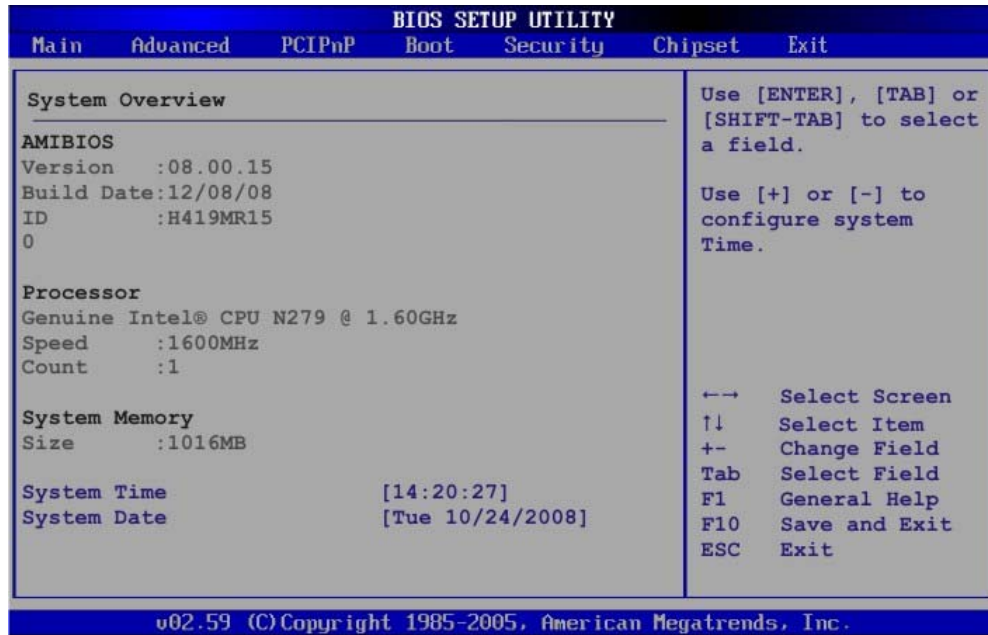 BIOS SETUP UTILITY
Main Advanced PCIPnP Boot Security Chipset Exit
System Overview
AMIBIOS
Version :08.00.15
Build Date:12/08/08
ID :H419MR15
0
Processor
Genuine Intel® CPU N279 @ 1.60GHz
Speed :1600MHz
Count :1
System Memory
Size :1016MB
System Time [14:20:27]
System Date [Tue 10/24/2008]
Use [ENTER], [TAB] or
[SHIFT-TAB] to select
a field.
Use [+] or [-] to
configure system
Time.
←→ Select Screen
↑↓ Select Item
+- Change Field
Tab Select Field
F1 General Help
F10 Save and Exit
ESC Exit
v02.59 (C)Copyright 1985-2005, American Megatrends, Inc.